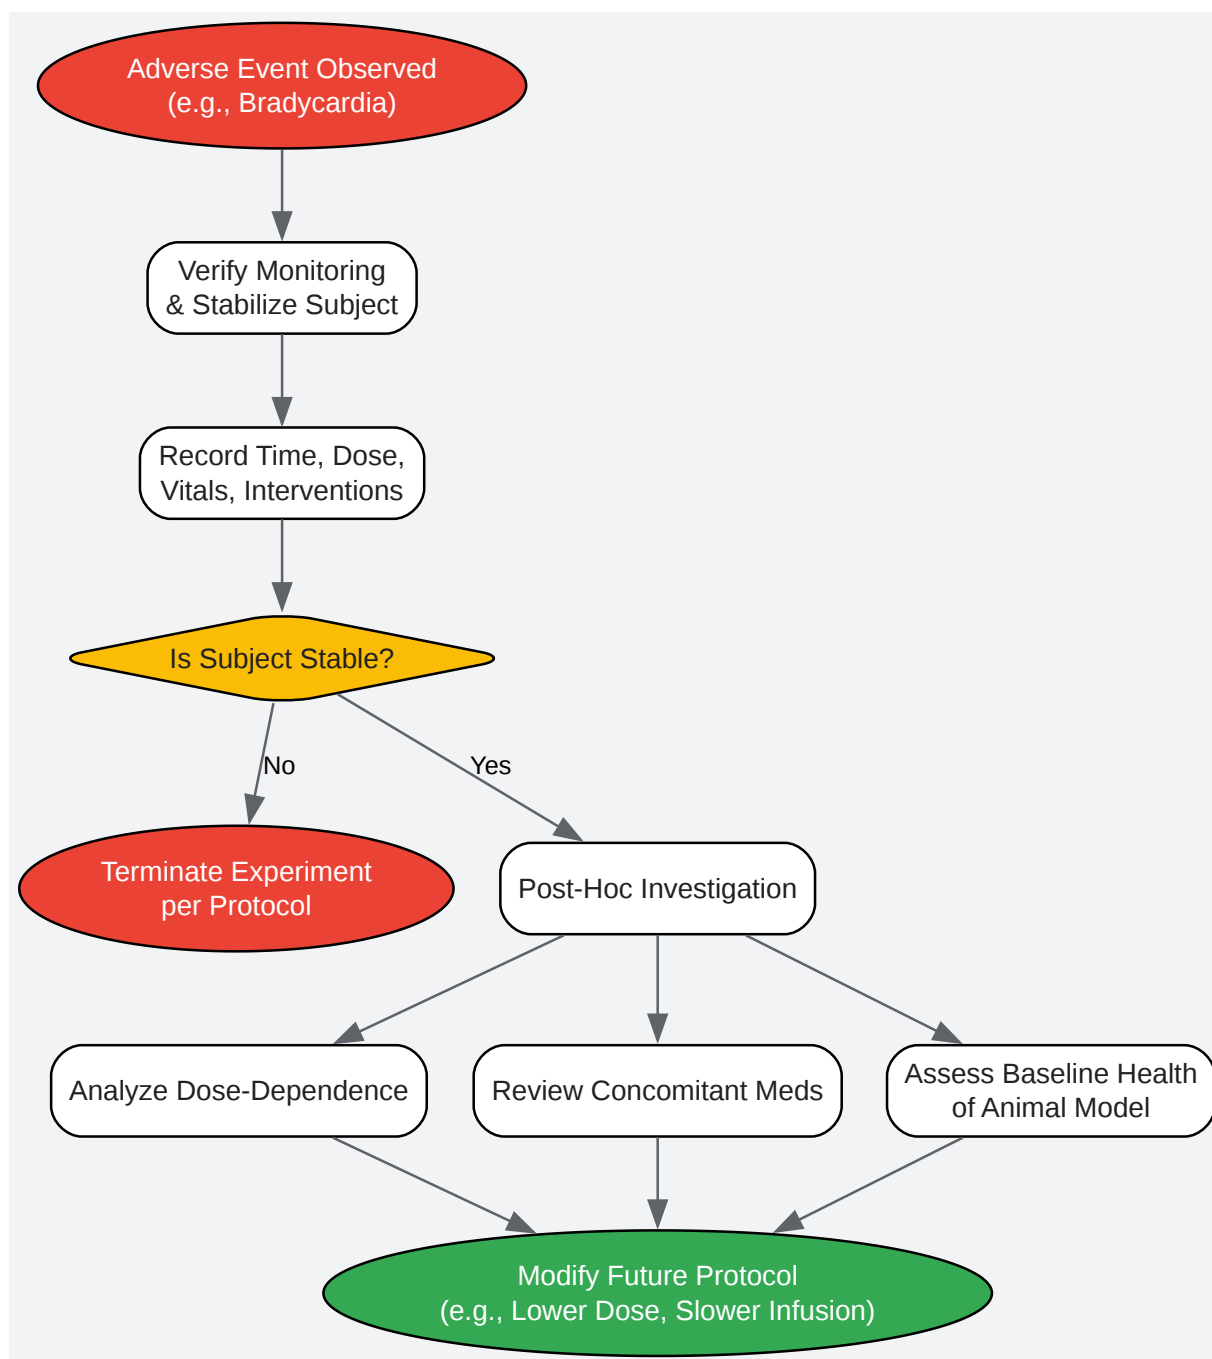 Adverse Event Observed
(e.g., Bradycardia)
Verify Monitoring
& Stabilize Subject
Record Time, Dose,
Vitals, Interventions
Is Subject Stable?
No
Yes
Terminate Experiment
per Protocol
Post-Hoc Investigation
Analyze Dose-Dependence
Review Concomitant Meds
Assess Baseline Health
of Animal Model
Modify Future Protocol
(e.g., Lower Dose, Slower Infusion)